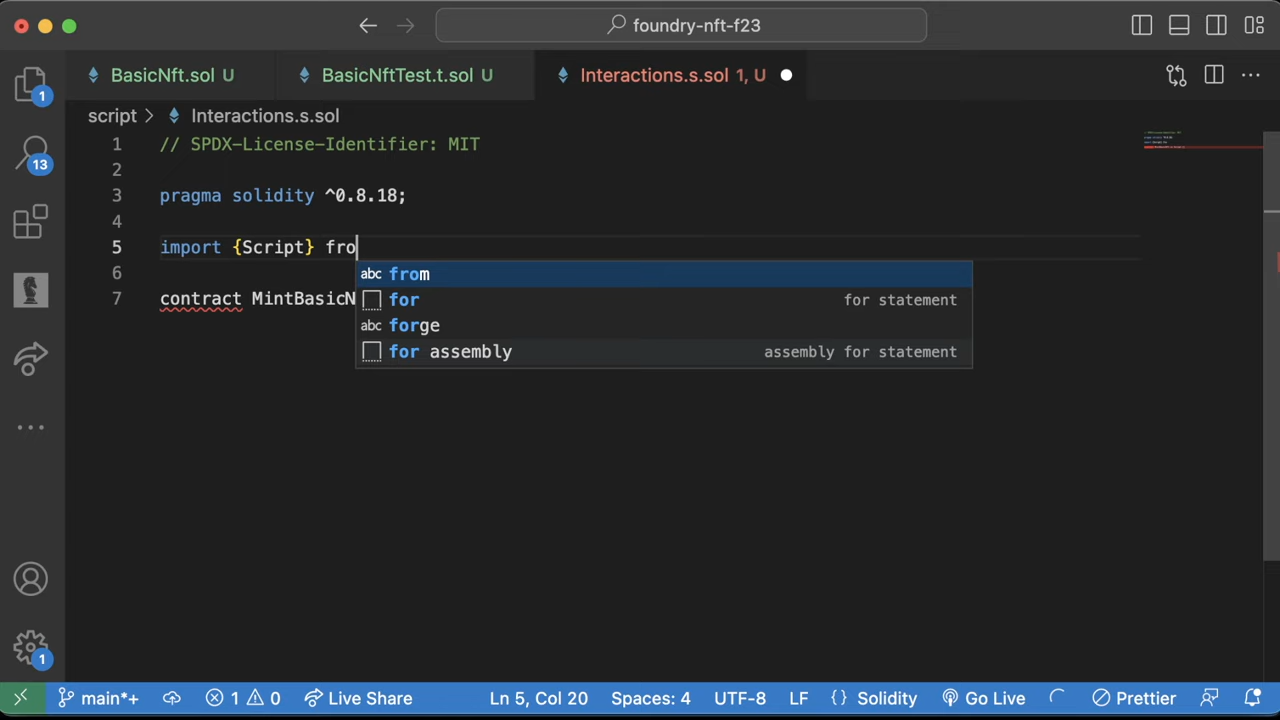 foundry-nft-f23
BasicNft.sol U
BasicNftTest.t.sol U
Interactions.s.sol 1, U
script > Interactions.s.sol
1 // SPDX-License-Identifier: MIT
2
3 pragma solidity ^0.8.18;
4
5 import {Script} fro
6
7 contract MintBasicN
abc from
for for statement
abc forge
for assembly assembly for statement
1
13
1
main*+ 1 0 Live Share Ln 5, Col 20 Spaces: 4 UTF-8 LF {} Solidity Go Live Prettier